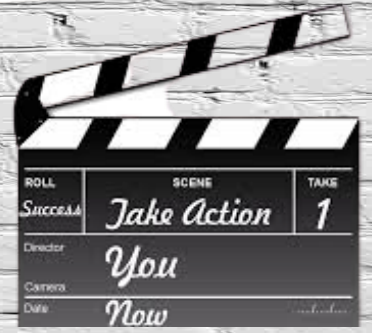 ROLL SCENE TAKE
Success Take Action 1
Director You
Camera
Date Now